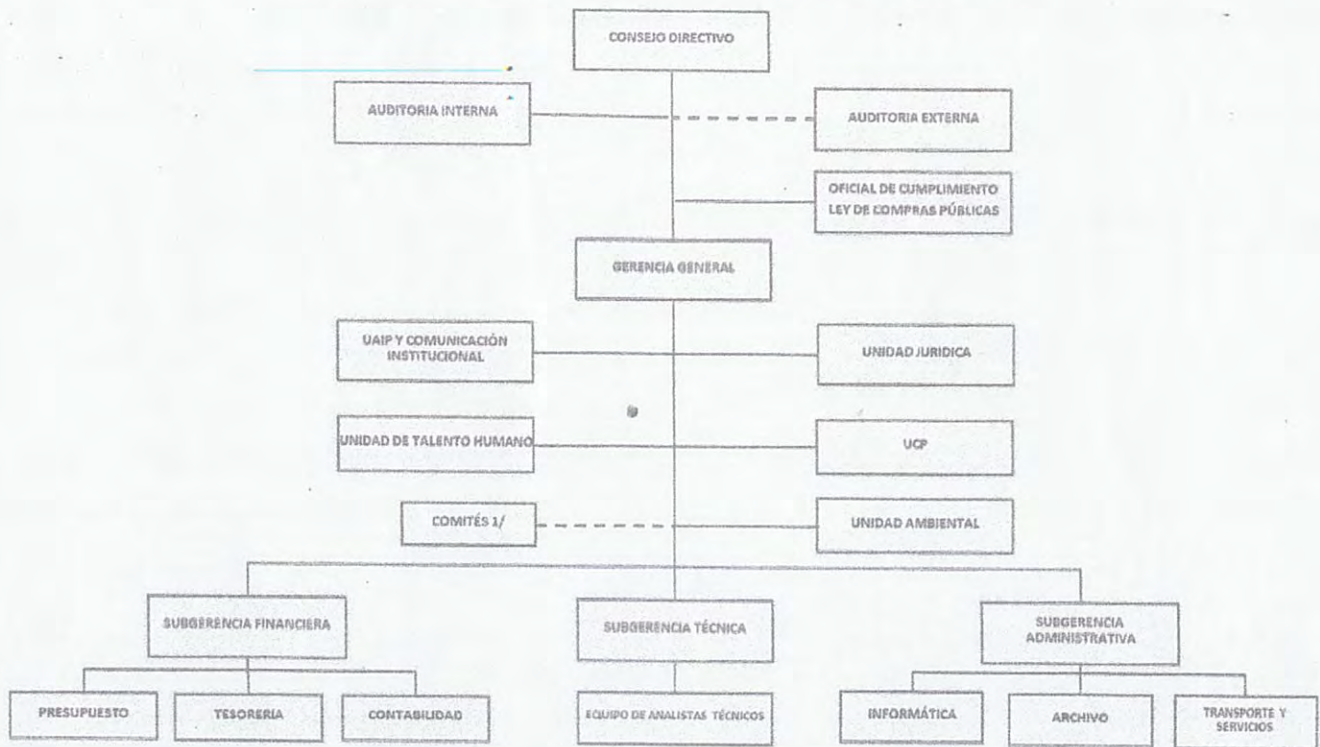 CONSEJO DIRECTIVO
AUDITORIA INTERNA
AUDITORIA EXTERNA
OFICIAL DE CUMPLIMIENTO
LEY DE COMPRAS PÚBLICAS
GERENCIA GENERAL
UAIP Y COMUNICACIÓN
INSTITUCIONAL
UNIDAD JURIDICA
UNIDAD DE TALENTO HUMANO
UCP
COMITÉS 1/
UNIDAD AMBIENTAL
SUBGERENCIA FINANCIERA
SUBGERENCIA TÉCNICA
SUBGERENCIA
ADMINISTRATIVA
PRESUPUESTO
TESORERÍA
CONTABILIDAD
EQUIPO DE ANALISTAS TÉCNICOS
INFORMÁTICA
ARCHIVO
TRANSPORTE Y
SERVICIOS